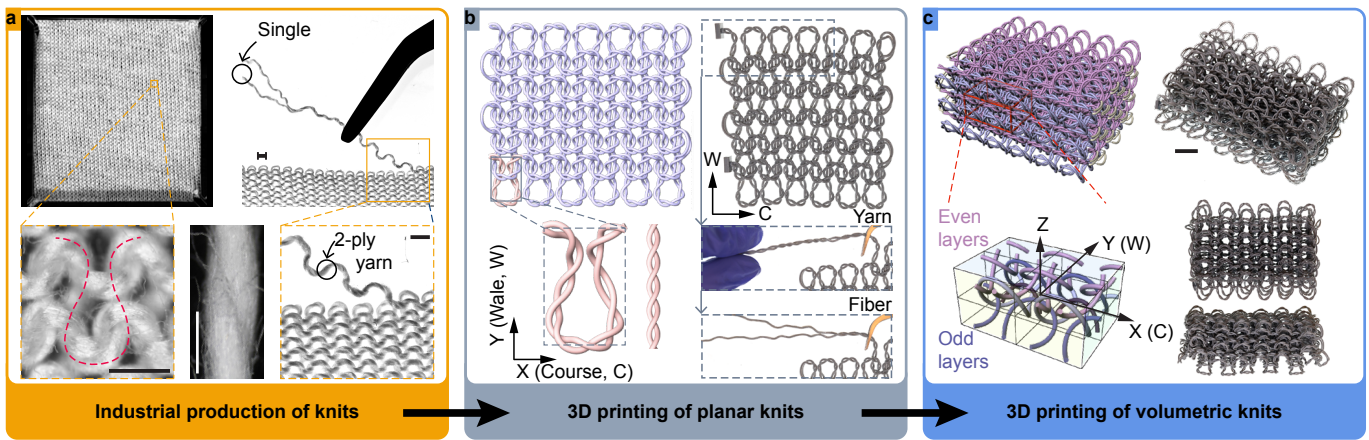 a
Single
2-ply
yarn
Industrial production of knits
b
W
C
Yarn
Fiber
Y (Wale, W)
X (Course, C)
3D printing of planar knits
c
Even
layers
Z
Y (W)
X (C)
Odd
layers
3D printing of volumetric knits